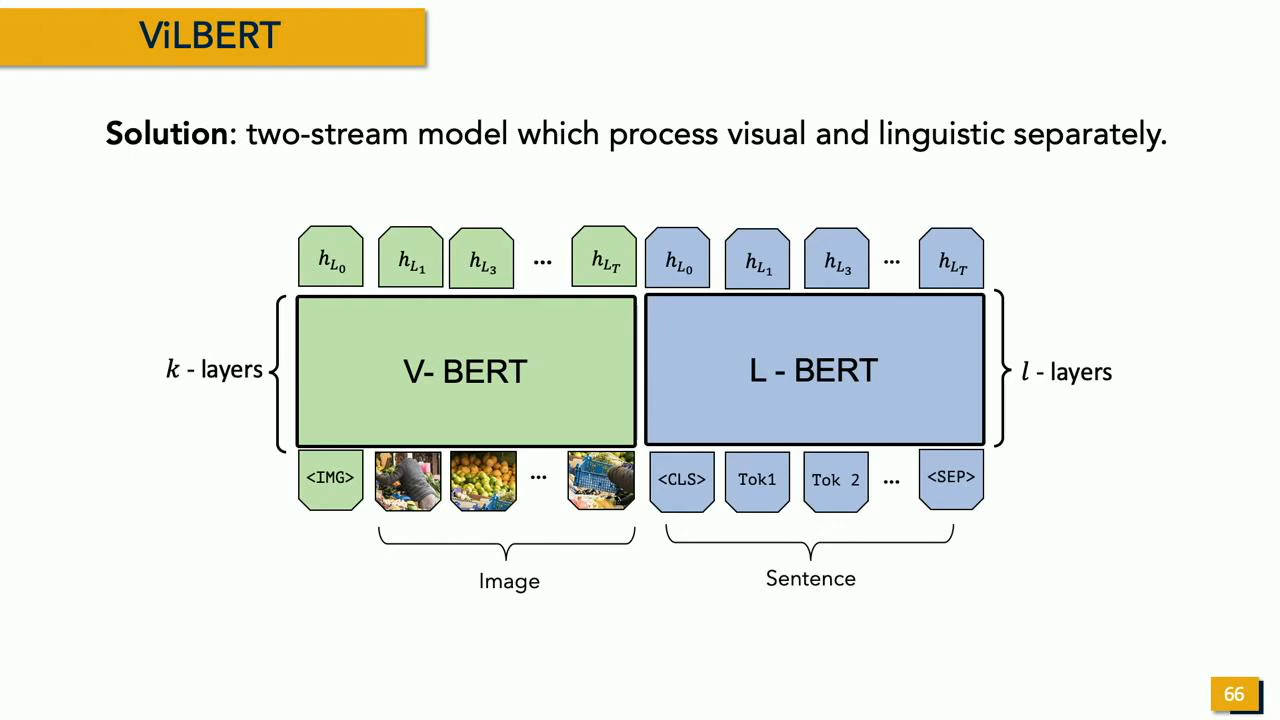 ViLBERT
Solution: two-stream model which process visual and linguistic separately.
h_{L_0} h_{L_1} h_{L_3} ... h_{L_T} h_{L_0} h_{L_1} h_{L_3} ... h_{L_T}
k - layers V- BERT L - BERT l - layers
<IMG> ... <CLS> Tok1 Tok 2 ... <SEP>
Image Sentence
66